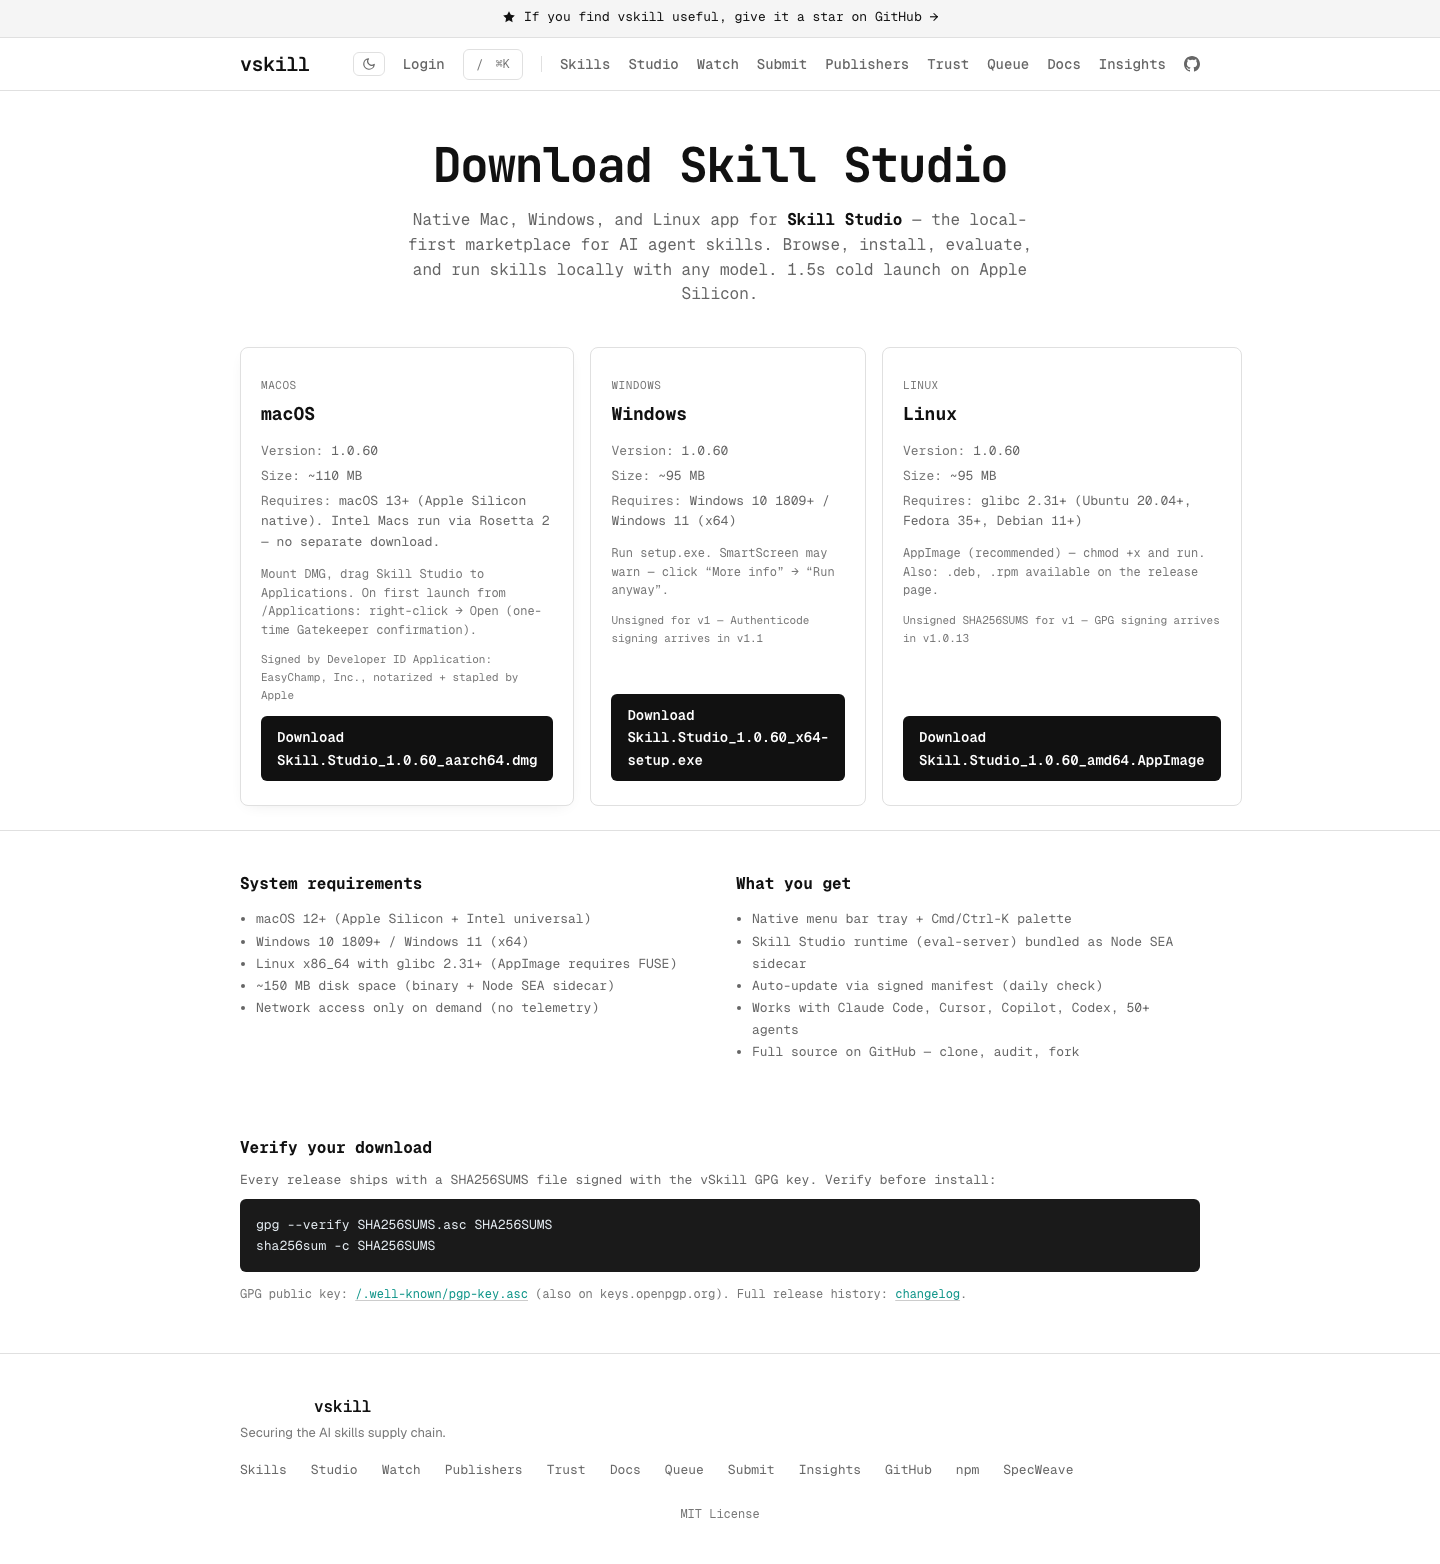 ★ If you find vskill useful, give it a star on GitHub →
vskill
Login
/ ⌘K
Skills
Studio
Watch
Submit
Publishers
Trust
Queue
Docs
Insights
Download Skill Studio
Native Mac, Windows, and Linux app for Skill Studio — the local-
first marketplace for AI agent skills. Browse, install, evaluate,
and run skills locally with any model. 1.5s cold launch on Apple
Silicon.
MACOS
macOS
Version: 1.0.60
Size: ~110 MB
Requires: macOS 13+ (Apple Silicon
native). Intel Macs run via Rosetta 2
— no separate download.
Mount DMG, drag Skill Studio to
Applications. On first launch from
/Applications: right-click → Open (one-
time Gatekeeper confirmation).
Signed by Developer ID Application:
EasyChamp, Inc., notarized + stapled by
Apple
Download
Skill.Studio_1.0.60_aarch64.dmg
WINDOWS
Windows
Version: 1.0.60
Size: ~95 MB
Requires: Windows 10 1809+ /
Windows 11 (x64)
Run setup.exe. SmartScreen may
warn — click “More info” → “Run
anyway”.
Unsigned for v1 — Authenticode
signing arrives in v1.1
Download
Skill.Studio_1.0.60_x64-
setup.exe
LINUX
Linux
Version: 1.0.60
Size: ~95 MB
Requires: glibc 2.31+ (Ubuntu 20.04+,
Fedora 35+, Debian 11+)
AppImage (recommended) — chmod +x and run.
Also: .deb, .rpm available on the release
page.
Unsigned SHA256SUMS for v1 — GPG signing arrives
in v1.0.13
Download
Skill.Studio_1.0.60_amd64.AppImage
System requirements
• macOS 12+ (Apple Silicon + Intel universal)
• Windows 10 1809+ / Windows 11 (x64)
• Linux x86_64 with glibc 2.31+ (AppImage requires FUSE)
• ~150 MB disk space (binary + Node SEA sidecar)
• Network access only on demand (no telemetry)
What you get
• Native menu bar tray + Cmd/Ctrl-K palette
• Skill Studio runtime (eval-server) bundled as Node SEA
sidecar
• Auto-update via signed manifest (daily check)
• Works with Claude Code, Cursor, Copilot, Codex, 50+
agents
• Full source on GitHub — clone, audit, fork
Verify your download
Every release ships with a SHA256SUMS file signed with the vSkill GPG key. Verify before install:
gpg --verify SHA256SUMS.asc SHA256SUMS
sha256sum -c SHA256SUMS
GPG public key: /.well-known/pgp-key.asc (also on keys.openpgp.org). Full release history: changelog.
vskill
Securing the AI skills supply chain.
Skills
Studio
Watch
Publishers
Trust
Docs
Queue
Submit
Insights
GitHub
npm
SpecWeave
MIT License